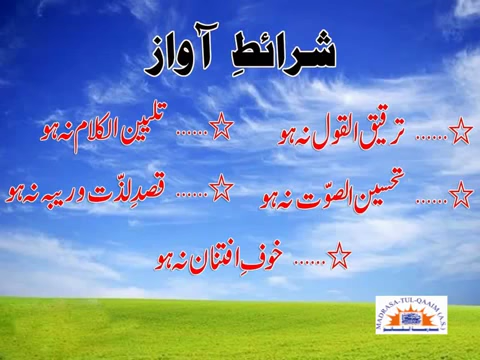 شرائطِ آواز
☆...... ترقیق القول نہ ہو ☆...... تلیین الکلام نہ ہو
☆...... تحسین الصوّت نہ ہو ☆...... قصدِ لذّت و ریبہ نہ ہو
☆...... خوفِ افتنان نہ ہو
MADRASA-TUL-QAAIM (A.S.)